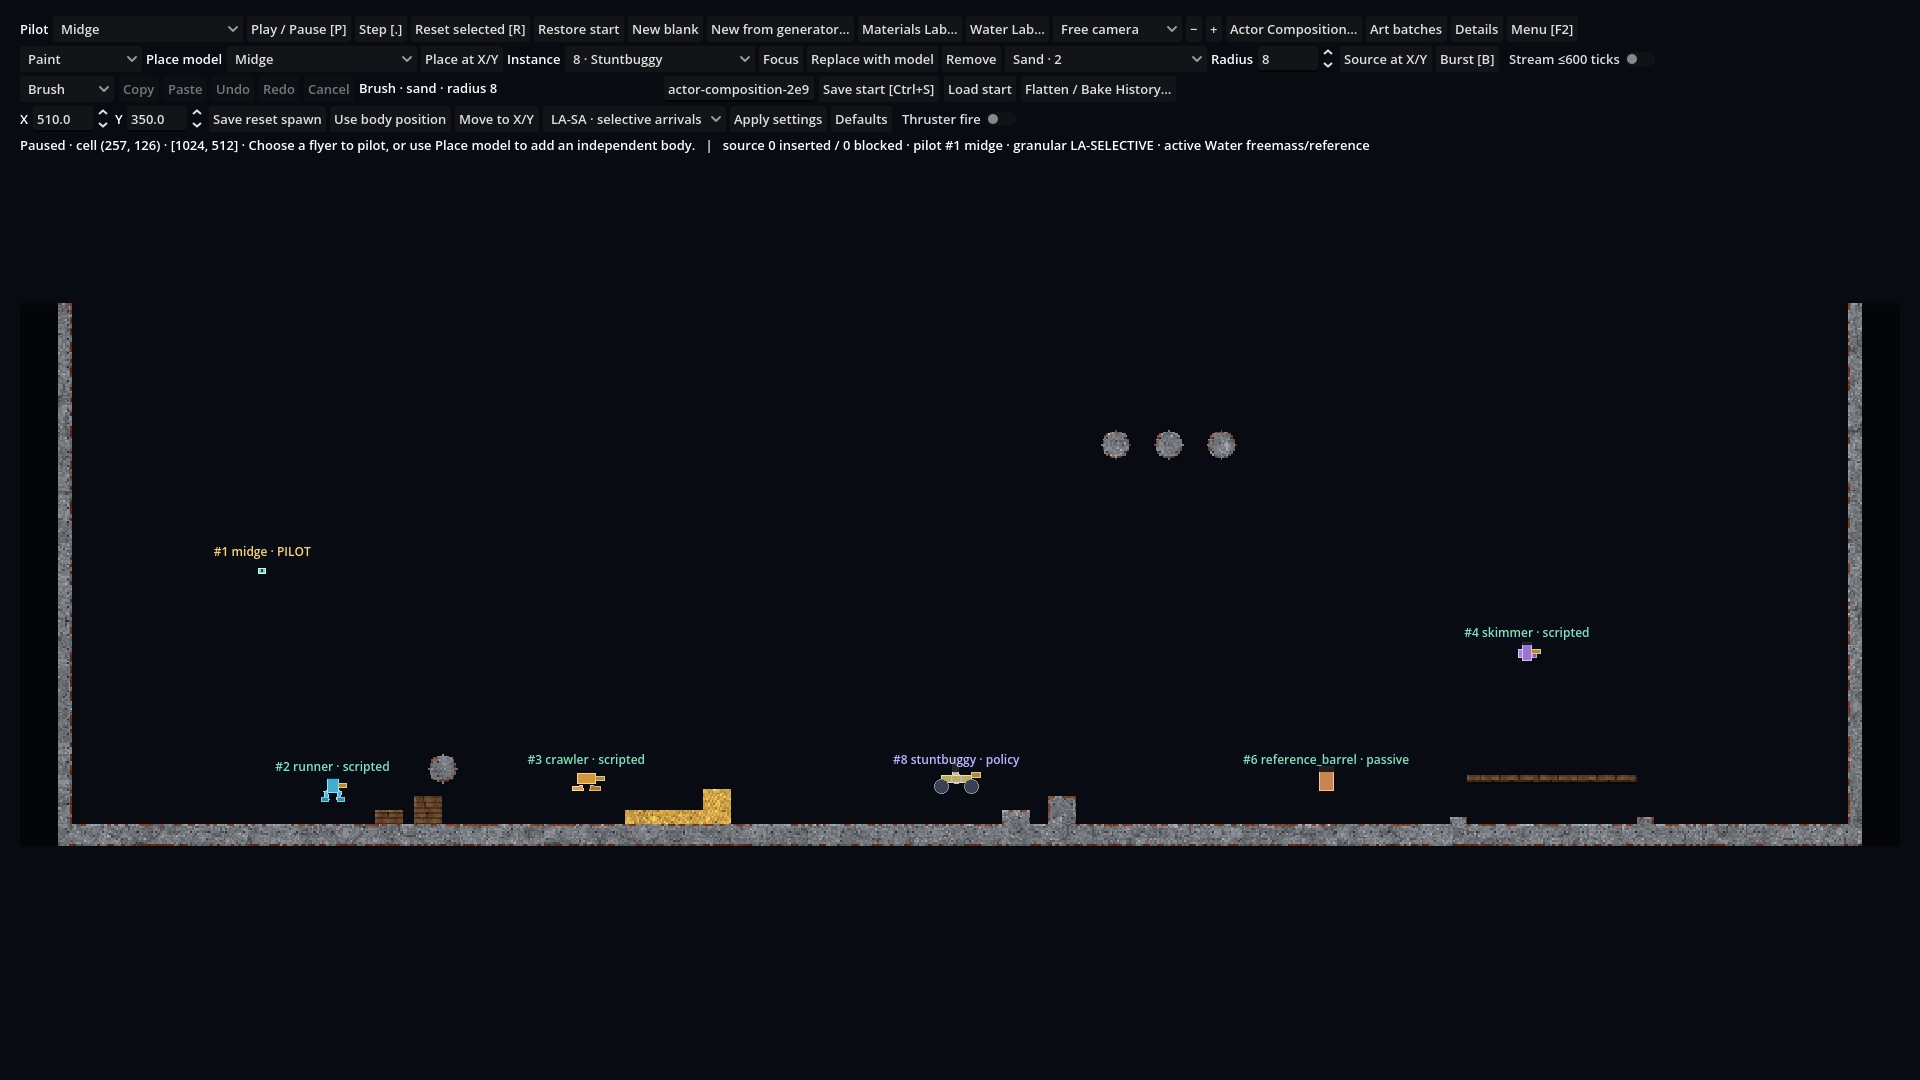 Pilot Midge Play / Pause [P] Step [.] Reset selected [R] Restore start New blank New from generator... Materials Lab... Water Lab... Free camera − + Actor Composition... Art batches Details Menu [F2]
Paint Place model Midge Place at X/Y Instance 8 · Stuntbuggy Focus Replace with model Remove Sand · 2 Radius 8 Source at X/Y Burst [B] Stream ≤600 ticks
Brush Copy Paste Undo Redo Cancel Brush · sand · radius 8 actor-composition-2e9 Save start [Ctrl+S] Load start Flatten / Bake History...
X 510.0 Y 350.0 Save reset spawn Use body position Move to X/Y LA-SA · selective arrivals Apply settings Defaults Thruster fire
Paused · cell (257, 126) · [1024, 512] · Choose a flyer to pilot, or use Place model to add an independent body. | source 0 inserted / 0 blocked · pilot #1 midge · granular LA-SELECTIVE · active Water freemass/reference
#1 midge · PILOT
#4 skimmer · scripted
#2 runner · scripted
#3 crawler · scripted
#8 stuntbuggy · policy
#6 reference_barrel · passive